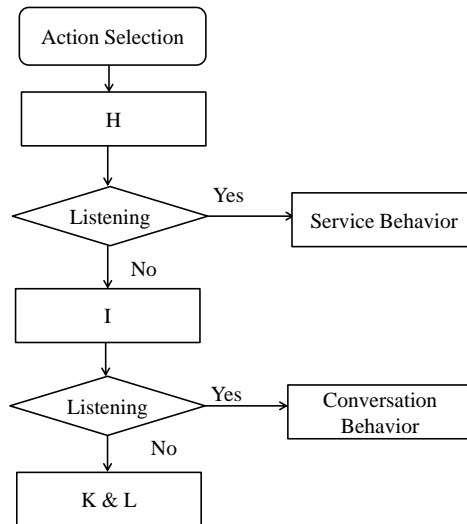 Action Selection
H
Listening
Yes
Service Behavior
No
I
Listening
Yes
Conversation
Behavior
No
K & L